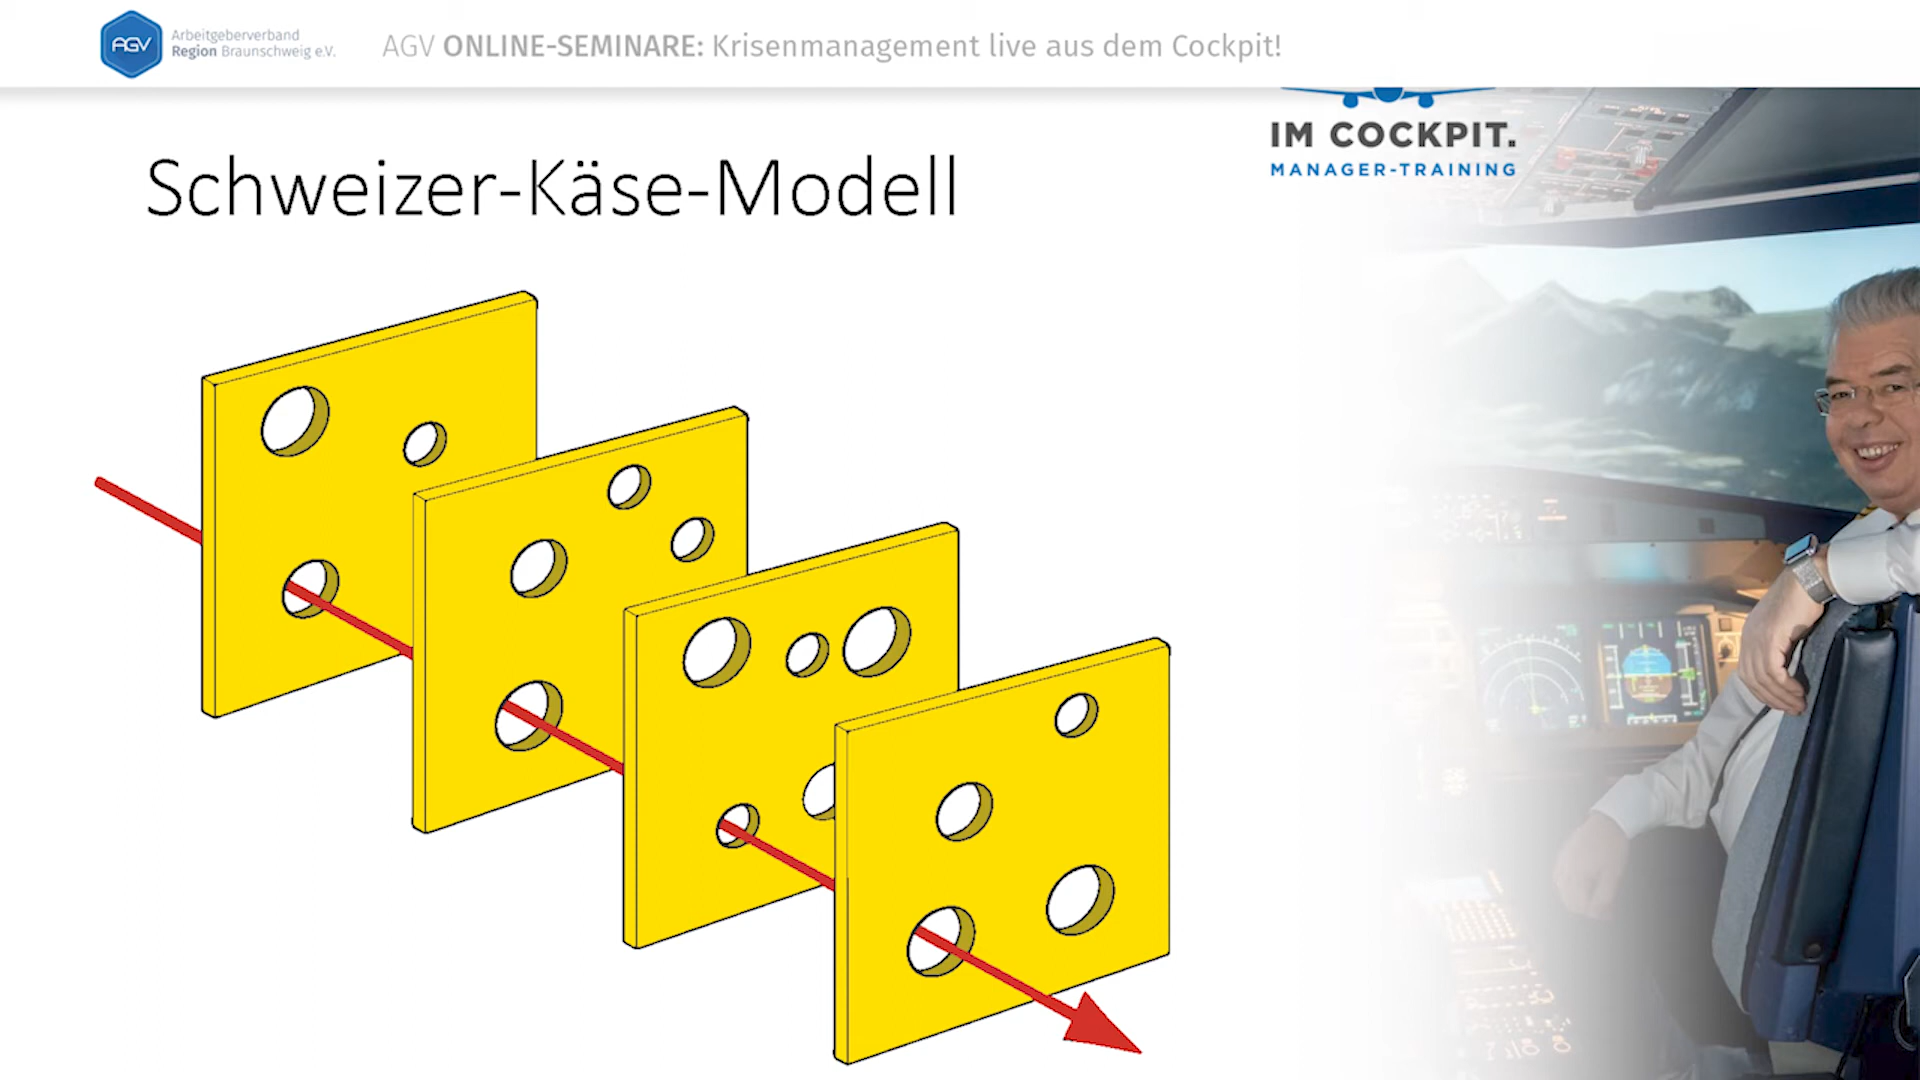 AGV
Arbeitgeberverband
Region Braunschweig e.V.
AGV ONLINE-SEMINARE: Krisenmanagement live aus dem Cockpit!
IM COCKPIT.
MANAGER-TRAINING
Schweizer-Käse-Modell